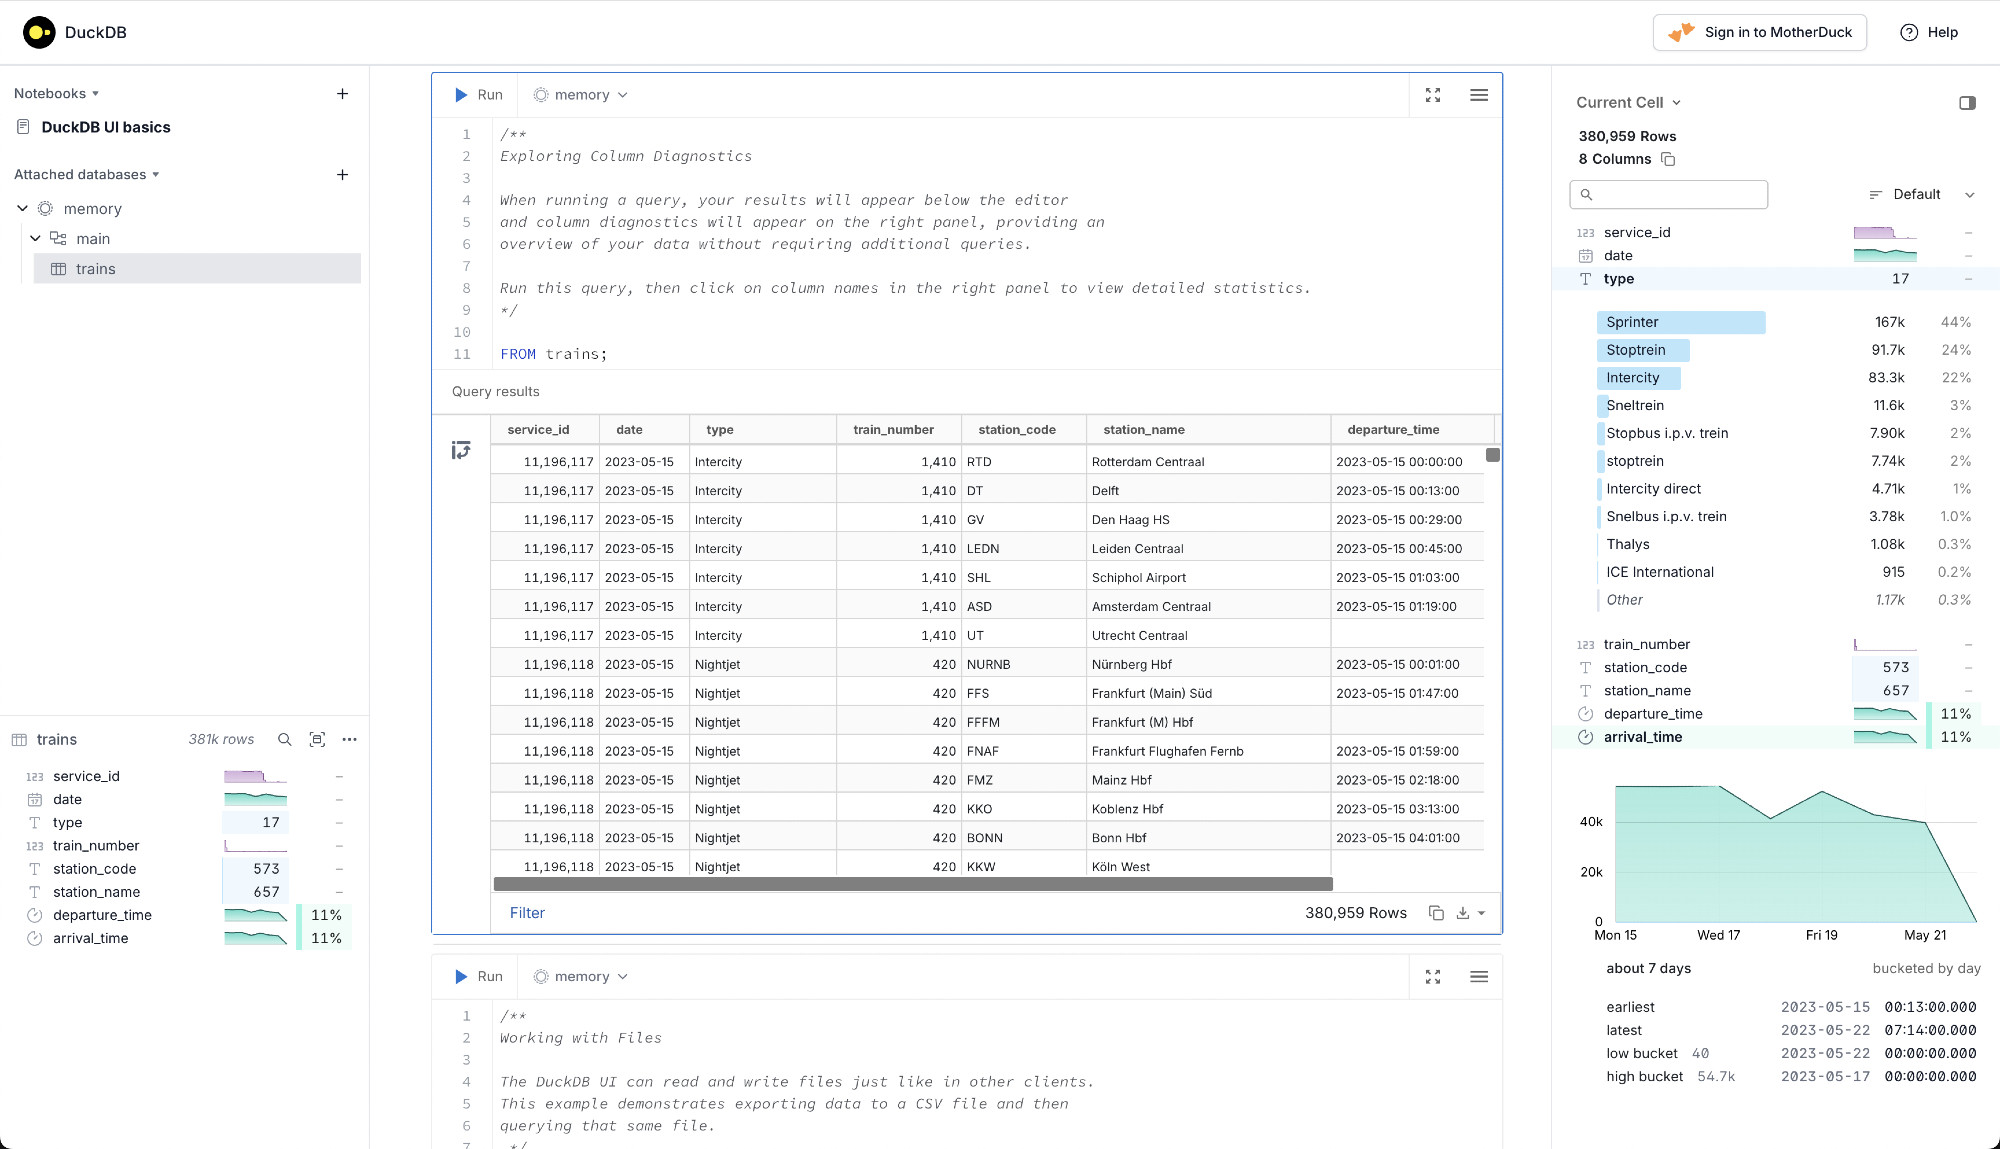 DuckDB
Sign in to MotherDuck
Help
Notebooks
DuckDB UI basics
Attached databases
memory
main
trains
trains 381k rows
123 service_id –
date –
T type 17 –
123 train_number –
T station_code 573 –
T station_name 657 –
departure_time 11%
arrival_time 11%
Run memory
1 /**
2 Exploring Column Diagnostics
3
4 When running a query, your results will appear below the editor
5 and column diagnostics will appear on the right panel, providing an
6 overview of your data without requiring additional queries.
7
8 Run this query, then click on column names in the right panel to view detailed statistics.
9 */
10
11 FROM trains;
Query results
service_id date type train_number station_code station_name departure_time
11,196,117 2023-05-15 Intercity 1,410 RTD Rotterdam Centraal 2023-05-15 00:00:00
11,196,117 2023-05-15 Intercity 1,410 DT Delft 2023-05-15 00:13:00
11,196,117 2023-05-15 Intercity 1,410 GV Den Haag HS 2023-05-15 00:29:00
11,196,117 2023-05-15 Intercity 1,410 LEDN Leiden Centraal 2023-05-15 00:45:00
11,196,117 2023-05-15 Intercity 1,410 SHL Schiphol Airport 2023-05-15 01:03:00
11,196,117 2023-05-15 Intercity 1,410 ASD Amsterdam Centraal 2023-05-15 01:19:00
11,196,117 2023-05-15 Intercity 1,410 UT Utrecht Centraal
11,196,118 2023-05-15 Nightjet 420 NURNB Nürnberg Hbf 2023-05-15 00:01:00
11,196,118 2023-05-15 Nightjet 420 FFS Frankfurt (Main) Süd 2023-05-15 01:47:00
11,196,118 2023-05-15 Nightjet 420 FFFM Frankfurt (M) Hbf
11,196,118 2023-05-15 Nightjet 420 FNAF Frankfurt Flughafen Fernb 2023-05-15 01:59:00
11,196,118 2023-05-15 Nightjet 420 FMZ Mainz Hbf 2023-05-15 02:18:00
11,196,118 2023-05-15 Nightjet 420 KKO Koblenz Hbf 2023-05-15 03:13:00
11,196,118 2023-05-15 Nightjet 420 BONN Bonn Hbf 2023-05-15 04:01:00
11,196,118 2023-05-15 Nightjet 420 KKW Köln West
Filter 380,959 Rows
Run memory
1 /**
2 Working with Files
3
4 The DuckDB UI can read and write files just like in other clients.
5 This example demonstrates exporting data to a CSV file and then
6 querying that same file.
7 */
Current Cell
380,959 Rows
8 Columns
Default
123 service_id –
date –
T type 17 –
Sprinter 167k 44%
Stoptrein 91.7k 24%
Intercity 83.3k 22%
Sneltrein 11.6k 3%
Stopbus i.p.v. trein 7.90k 2%
stoptrein 7.74k 2%
Intercity direct 4.71k 1%
Snelbus i.p.v. trein 3.78k 1.0%
Thalys 1.08k 0.3%
ICE International 915 0.2%
Other 1.17k 0.3%
123 train_number –
T station_code 573 –
T station_name 657 –
departure_time 11%
arrival_time 11%
40k
20k
0
Mon 15 Wed 17 Fri 19 May 21
about 7 days bucketed by day
earliest 2023-05-15 00:13:00.000
latest 2023-05-22 07:14:00.000
low bucket 40 2023-05-22 00:00:00.000
high bucket 54.7k 2023-05-17 00:00:00.000